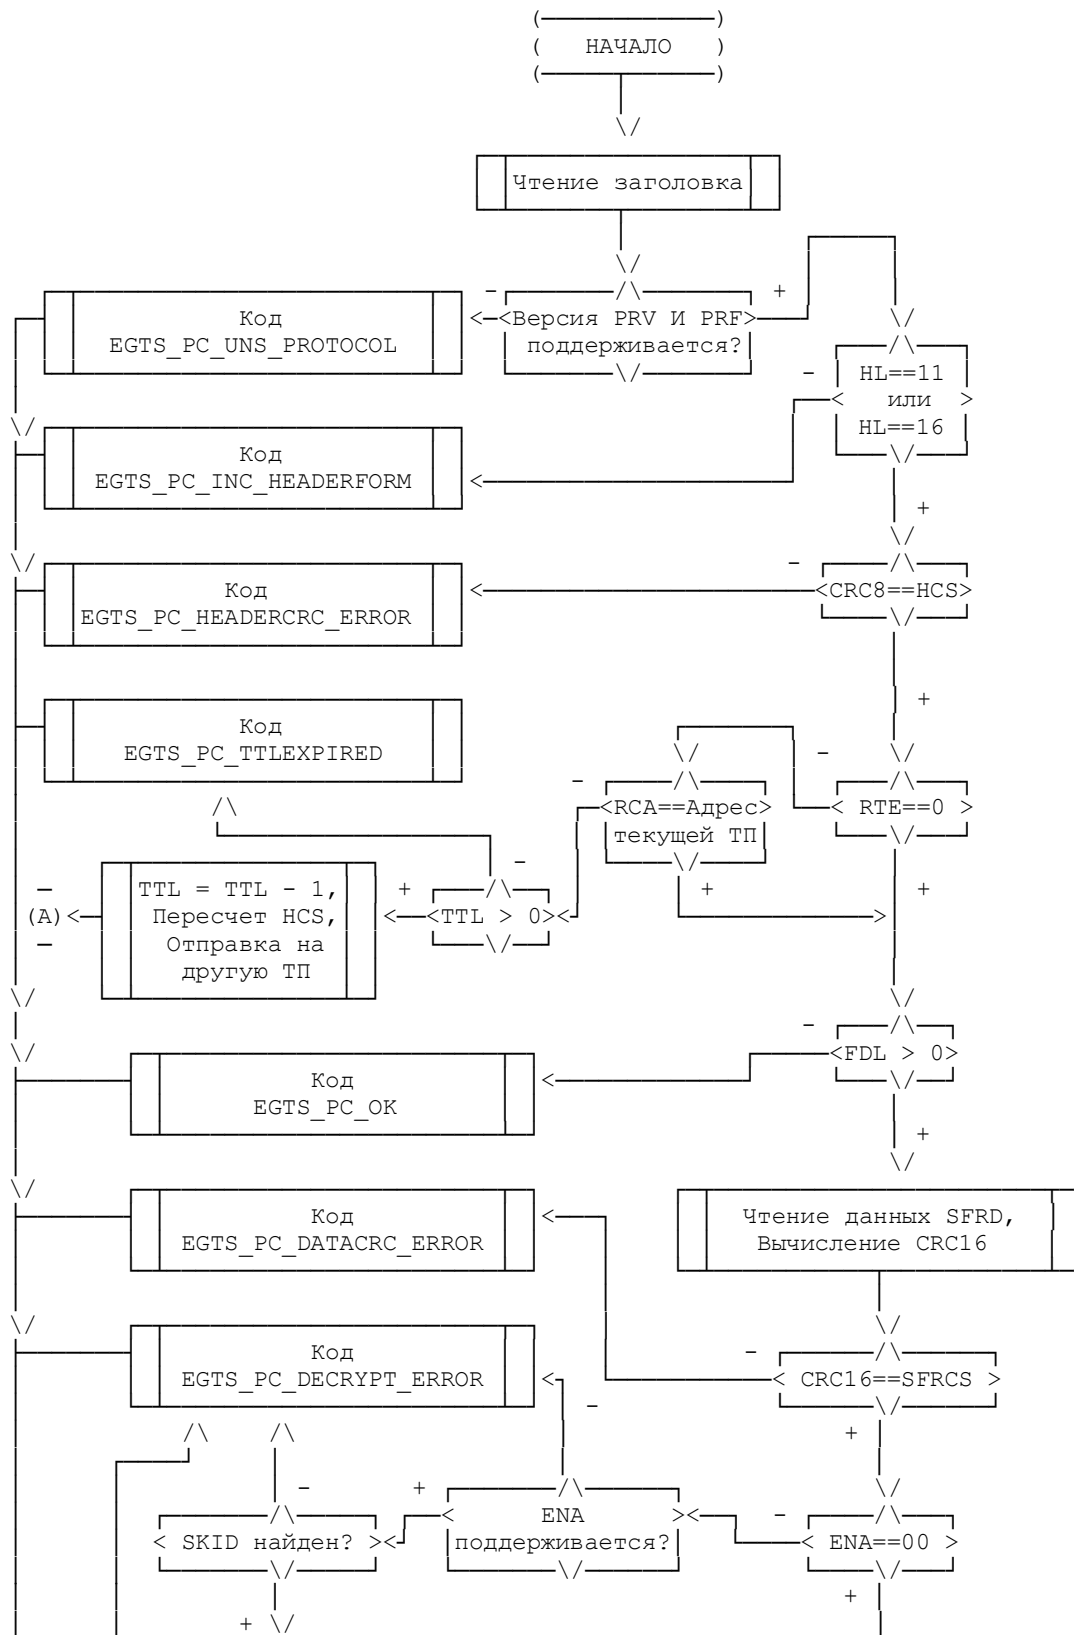 НАЧАЛО
Чтение заголовка
- +
Код
EGTS_PC_UNS_PROTOCOL
Версия PRV И PRF
поддерживается?
-
HL==11
или
HL==16
Код
EGTS_PC_INC_HEADERFORM
+
-
Код
EGTS_PC_HEADERCRC_ERROR
CRC8==HCS
+
Код
EGTS_PC_TTLEXPIRED
-
-
RCA==Адрес
текущей ТП
RTE==0
-
+
+
+
(A)
TTL = TTL - 1,
Пересчет HCS,
Отправка на
другую ТП
TTL > 0
-
FDL > 0
Код
EGTS_PC_OK
+
Код
EGTS_PC_DATACRC_ERROR
Чтение данных SFRD,
Вычисление CRC16
Код
EGTS_PC_DECRYPT_ERROR
-
CRC16==SFRCS
-
+
-
+
-
SKID найден?
ENA
поддерживается?
ENA==00
+
+